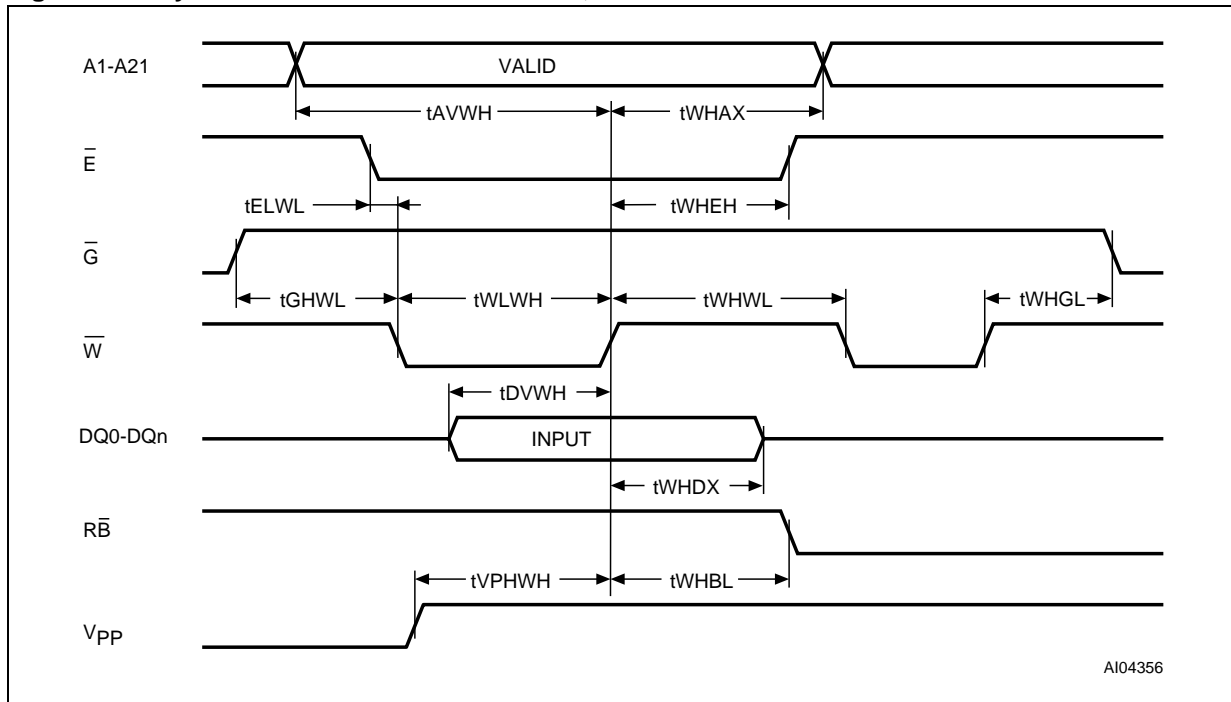 A1-A21
VALID
tAVWH
tWHAX
E̅
tELWL
tWHEH
G̅
tGHWL
tWLWH
tWHWL
tWHGL
W̅
tDVWH
DQ0-DQn
INPUT
tWHDX
RB̅
tVPHWH
tWHBL
VPP
AI04356